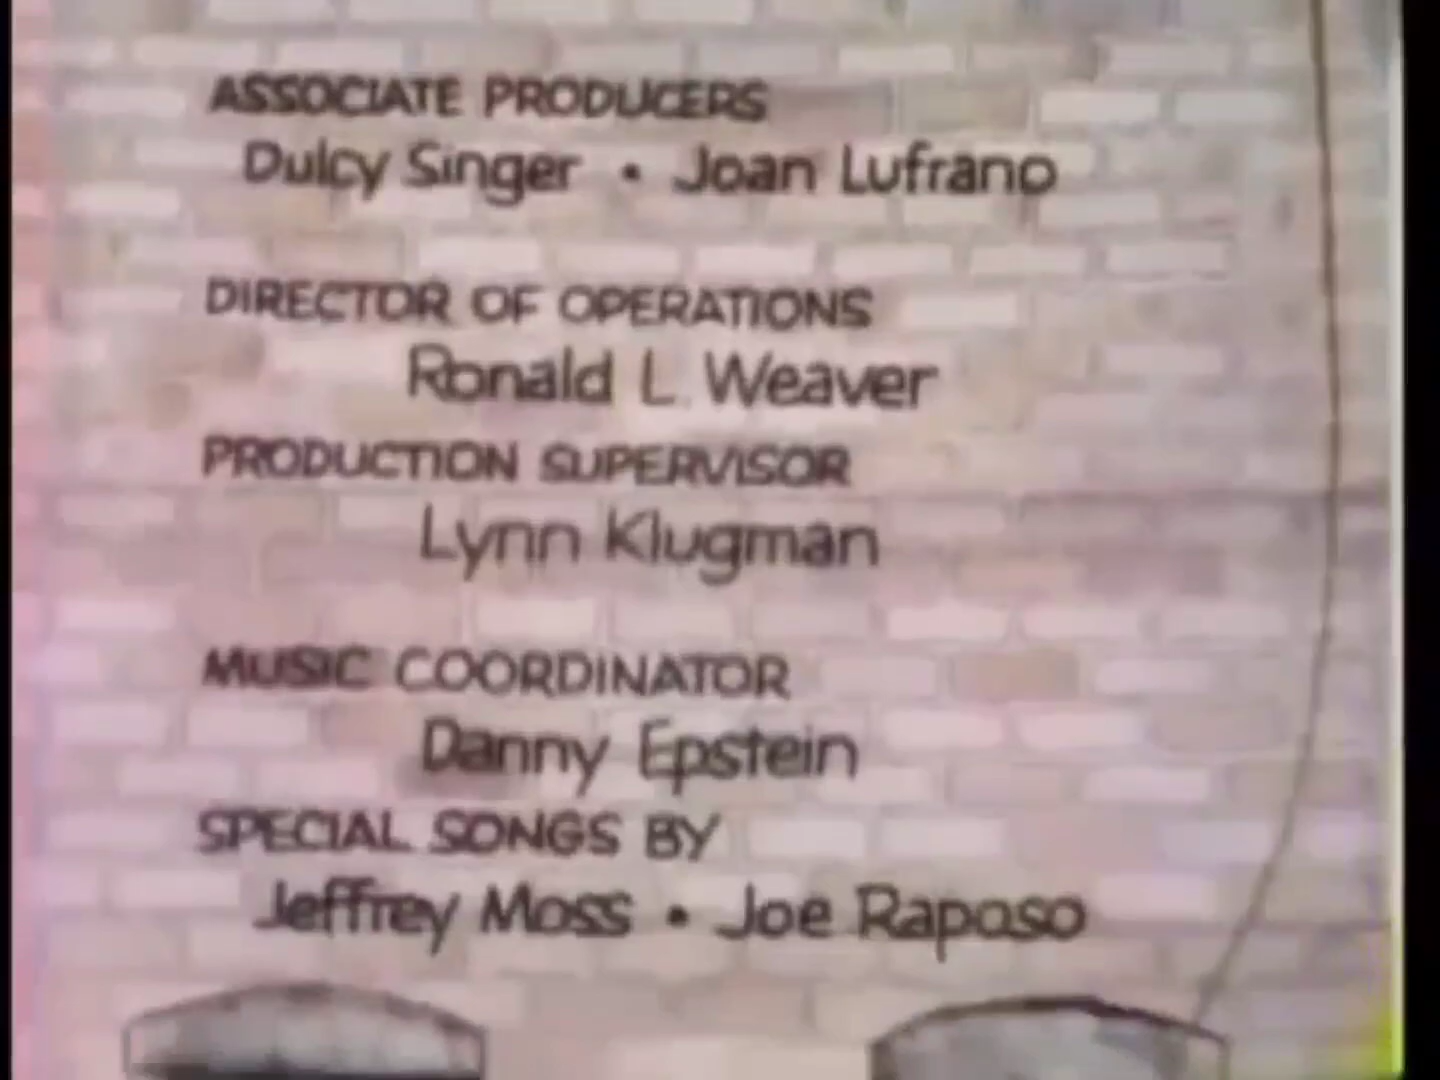 ASSOCIATE PRODUCERS
Dulcy Singer • Joan Lufrano
DIRECTOR OF OPERATIONS
Ronald L. Weaver
PRODUCTION SUPERVISOR
Lynn Klugman
MUSIC COORDINATOR
Danny Epstein
SPECIAL SONGS BY
Jeffrey Moss • Joe Raposo